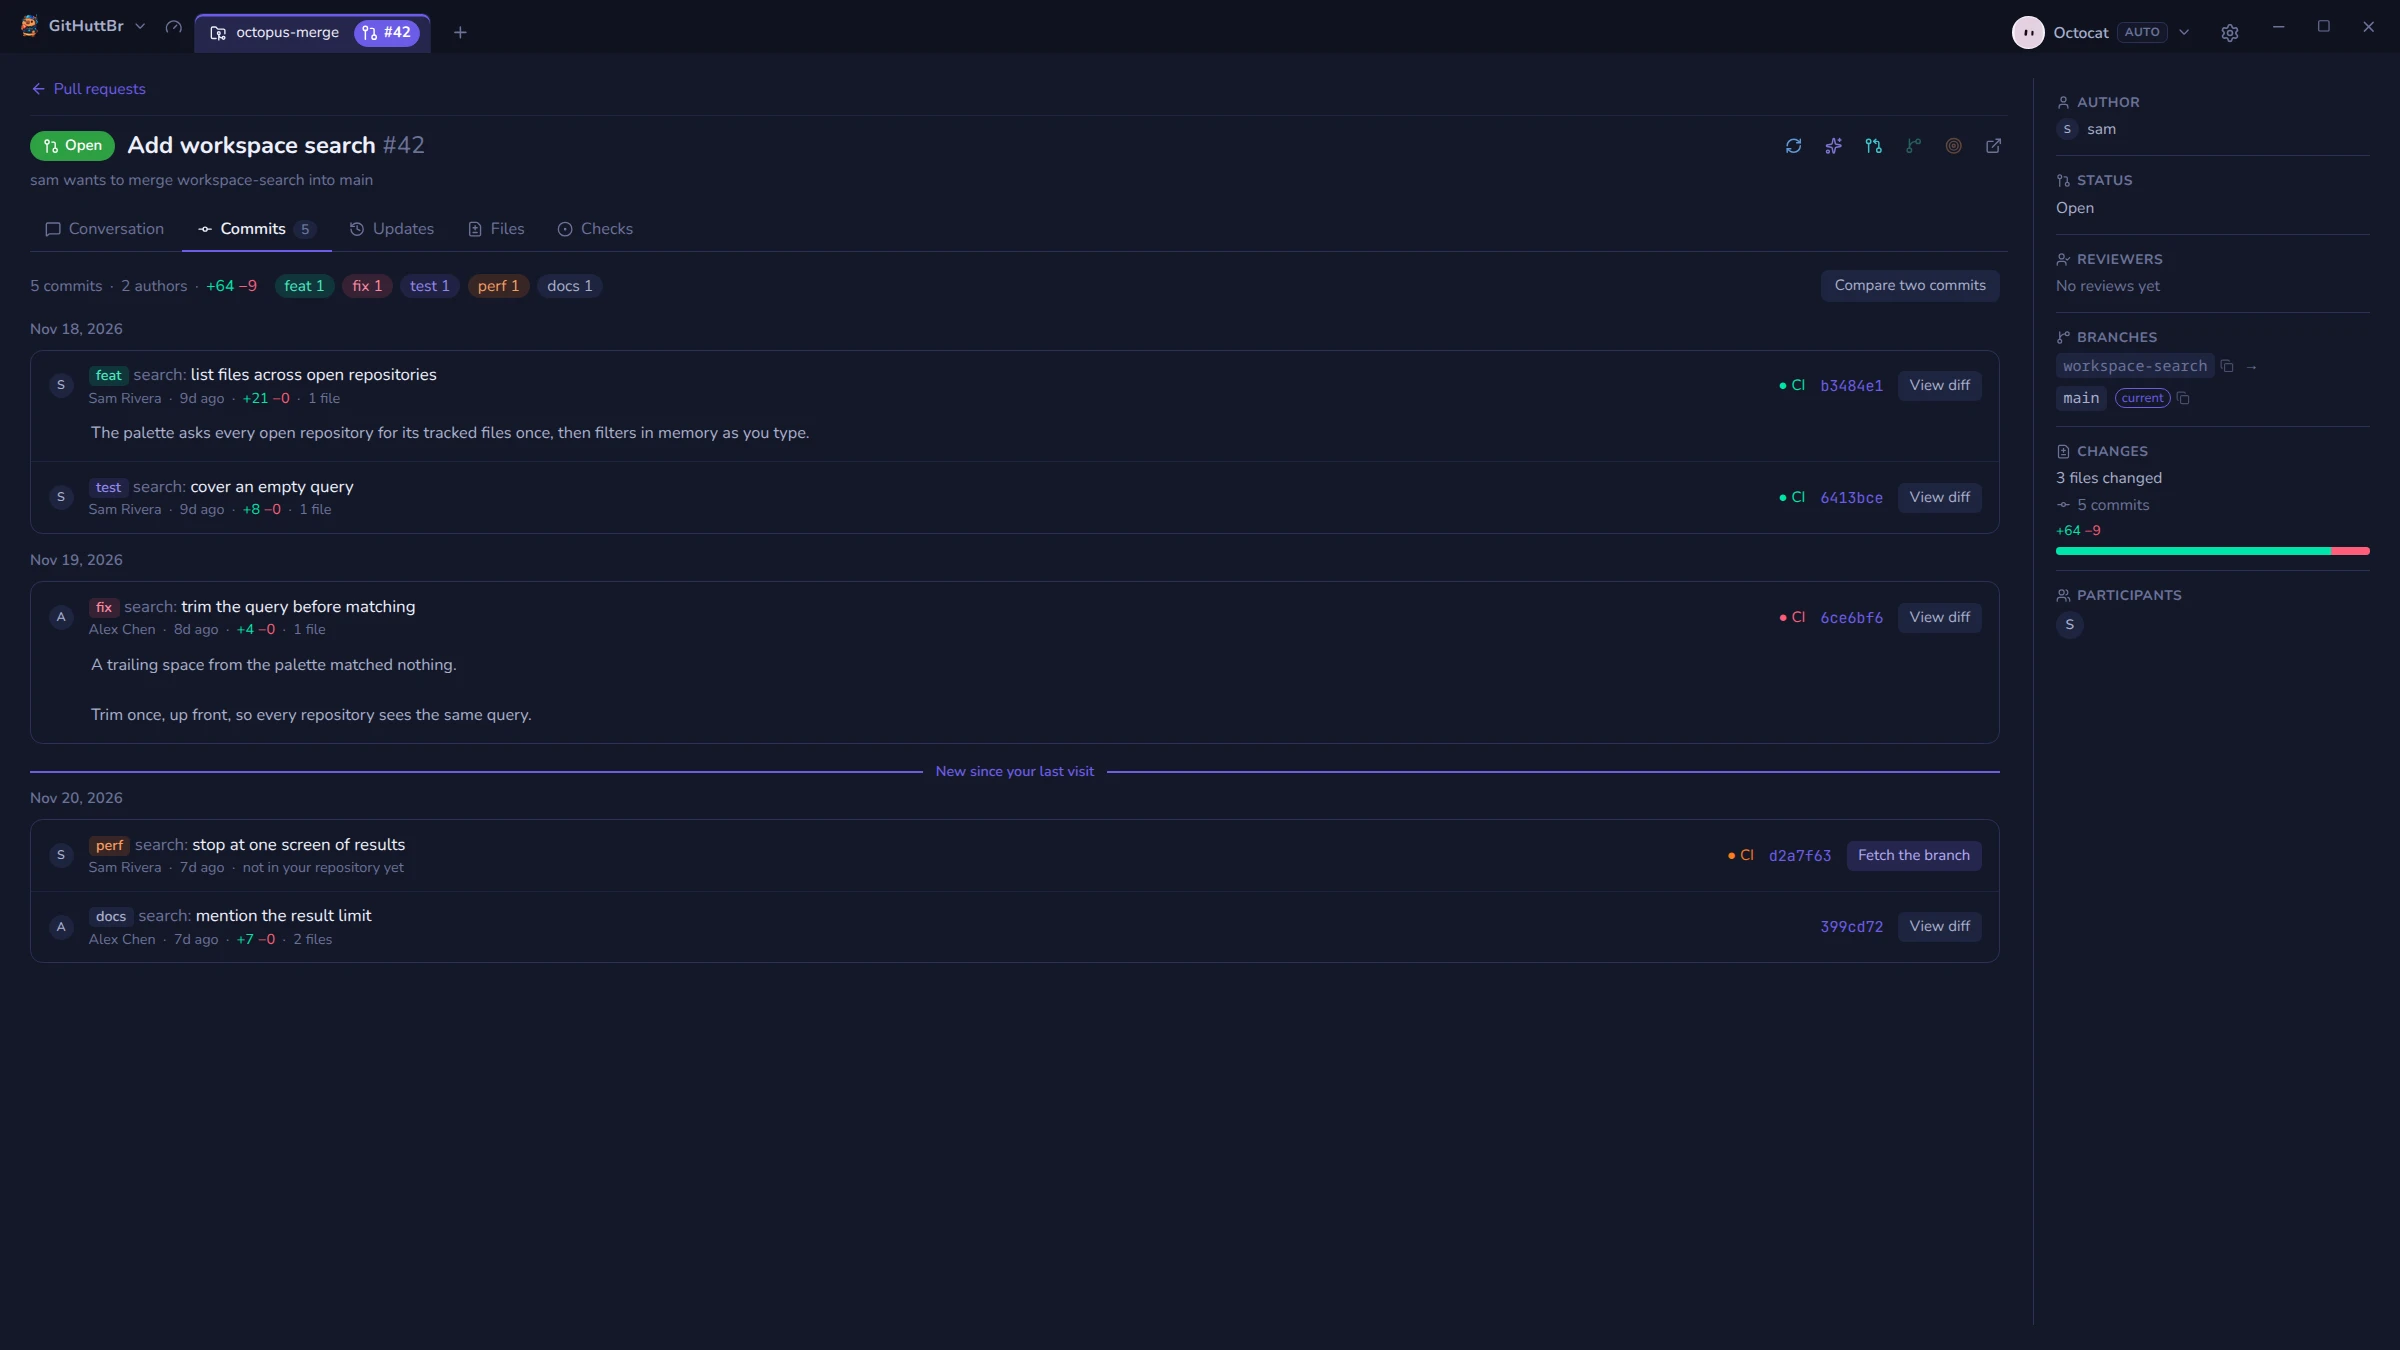 GitHuttBr
octopus-merge #42
Octocat AUTO
Pull requests
Open Add workspace search #42
sam wants to merge workspace-search into main
Conversation Commits 5 Updates Files Checks
5 commits · 2 authors · +64 −9 feat 1 fix 1 test 1 perf 1 docs 1 Compare two commits
Nov 18, 2026
S feat search: list files across open repositories
Sam Rivera · 9d ago · +21 −0 · 1 file
CI b3484e1 View diff
The palette asks every open repository for its tracked files once, then filters in memory as you type.
S test search: cover an empty query
Sam Rivera · 9d ago · +8 −0 · 1 file
CI 6413bce View diff
Nov 19, 2026
A fix search: trim the query before matching
Alex Chen · 8d ago · +4 −0 · 1 file
CI 6ce6bf6 View diff
A trailing space from the palette matched nothing.
Trim once, up front, so every repository sees the same query.
New since your last visit
Nov 20, 2026
S perf search: stop at one screen of results
Sam Rivera · 7d ago · not in your repository yet
CI d2a7f63 Fetch the branch
A docs search: mention the result limit
Alex Chen · 7d ago · +7 −0 · 2 files
399cd72 View diff
AUTHOR
S sam
STATUS
Open
REVIEWERS
No reviews yet
BRANCHES
workspace-search →
main current
CHANGES
3 files changed
5 commits
+64 −9
PARTICIPANTS
S